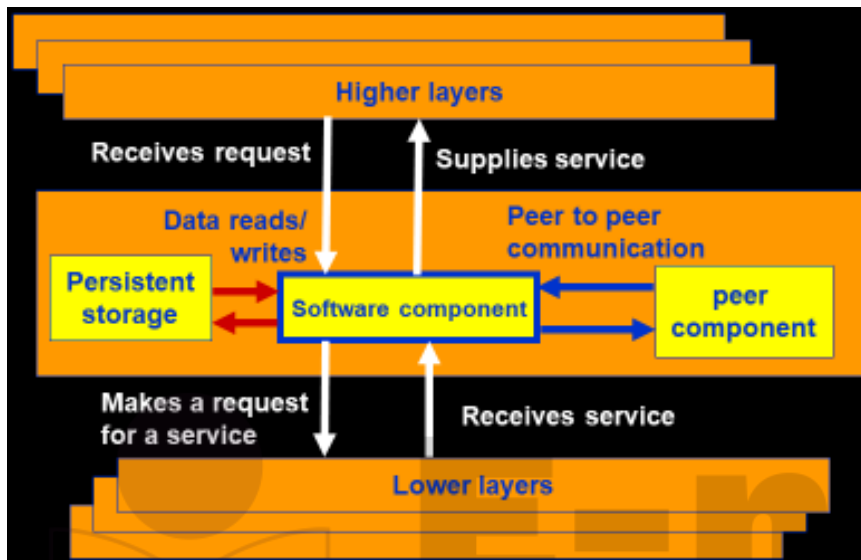 Higher layers
Receives request
Supplies service
Data reads/
writes
Peer to peer
communication
Persistent
storage
Software component
peer
component
Makes a request
for a service
Receives service
Lower layers